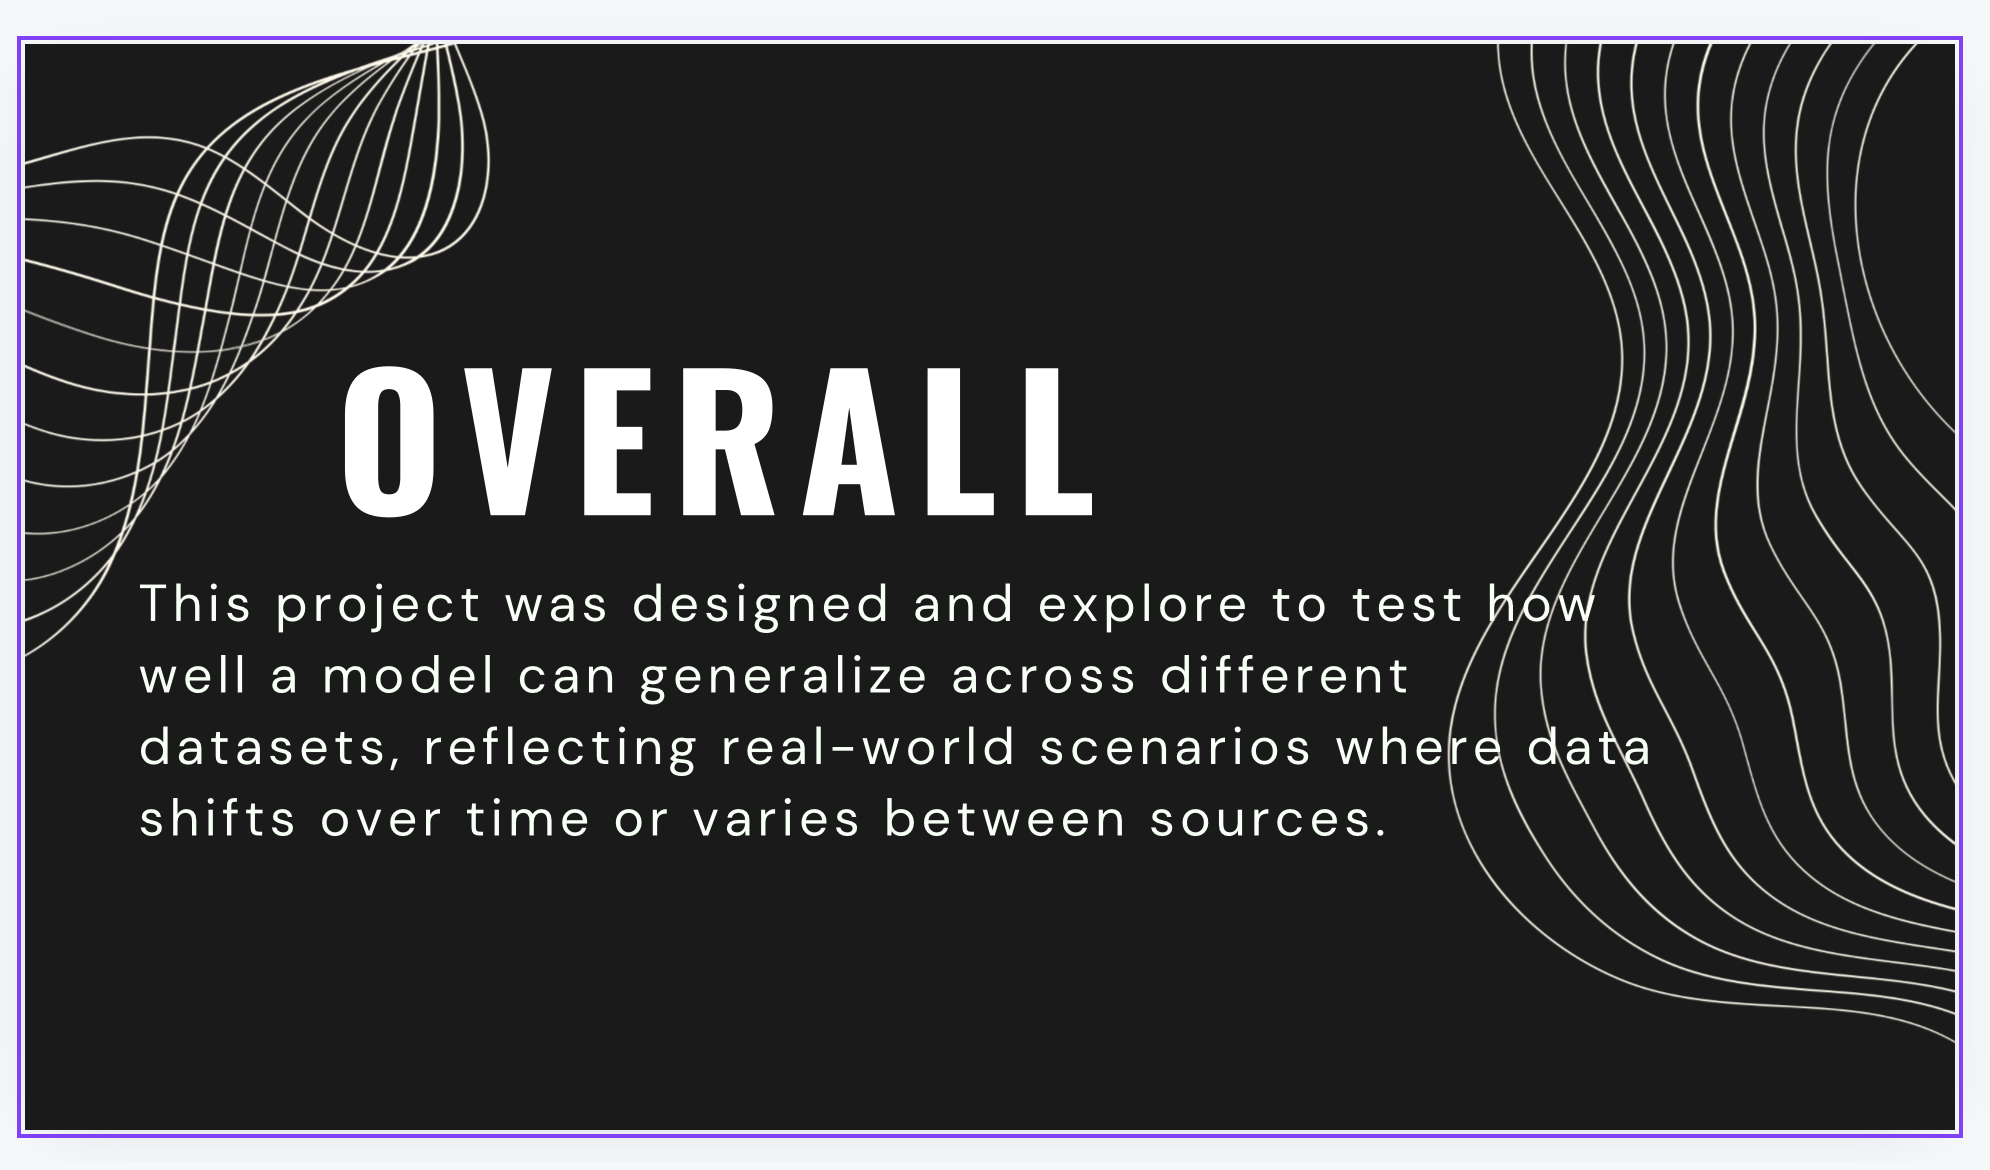 OVERALL
This project was designed and explore to test how
well a model can generalize across different
datasets, reflecting real-world scenarios where data
shifts over time or varies between sources.